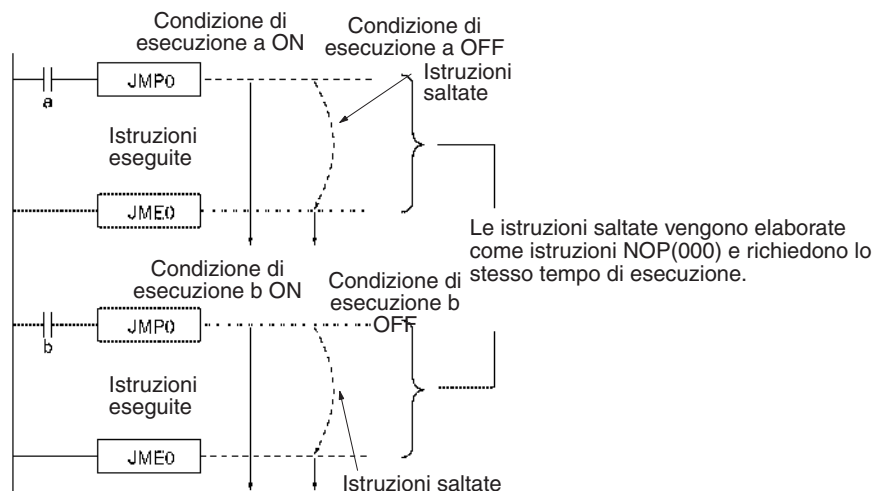 Condizione di
esecuzione a ON
Condizione di
esecuzione a OFF
Istruzioni
saltate
JMP0
a
Istruzioni
eseguite
JME0
Le istruzioni saltate vengono elaborate
come istruzioni NOP(000) e richiedono lo
stesso tempo di esecuzione.
Condizione di
esecuzione b ON
Condizione di
esecuzione b
OFF
JMP0
b
Istruzioni
eseguite
JME0
Istruzioni saltate